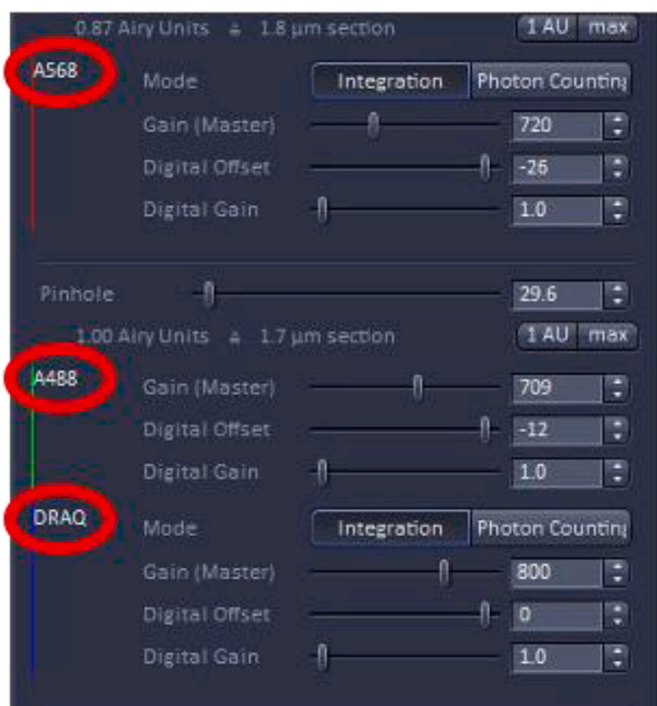 0.87 Airy Units ≙ 1.8 µm section 1 AU max
A568
Mode Integration Photon Counting
Gain (Master) 720
Digital Offset -26
Digital Gain 1.0
Pinhole 29.6
1.00 Airy Units ≙ 1.7 µm section 1 AU max
A488
Gain (Master) 709
Digital Offset -12
Digital Gain 1.0
DRAQ
Mode Integration Photon Counting
Gain (Master) 800
Digital Offset 0
Digital Gain 1.0